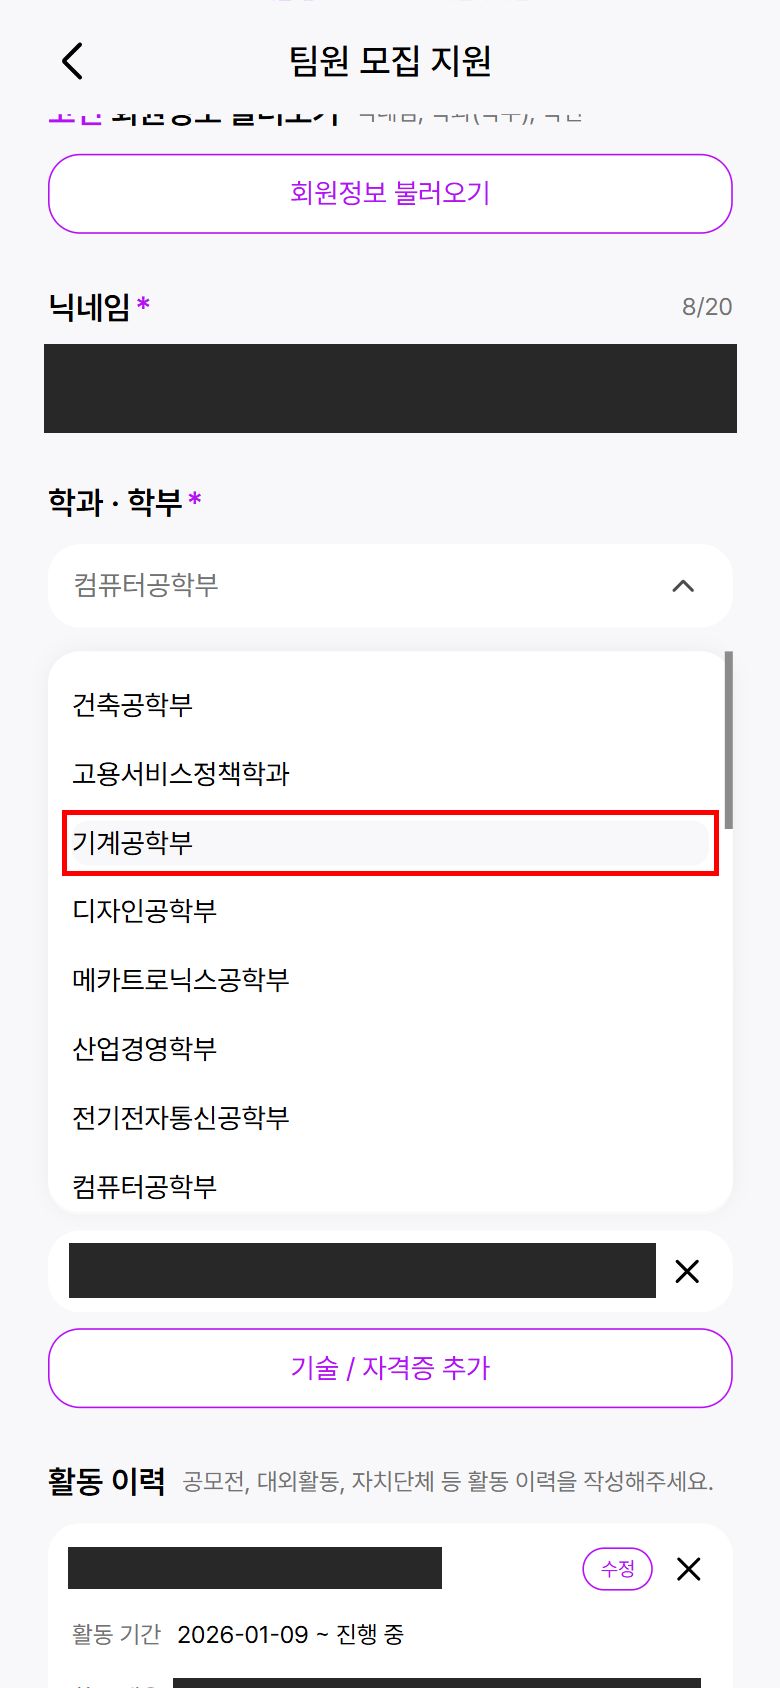 팀원 모집 지원
회원정보 불러오기
닉네임 * 8/20
학과 · 학부 *
컴퓨터공학부
건축공학부
고용서비스정책학과
기계공학부
디자인공학부
메카트로닉스공학부
산업경영학부
전기전자통신공학부
컴퓨터공학부
기술 / 자격증 추가
활동 이력 공모전, 대외활동, 자치단체 등 활동 이력을 작성해주세요.
수정
활동 기간 2026-01-09 ~ 진행 중